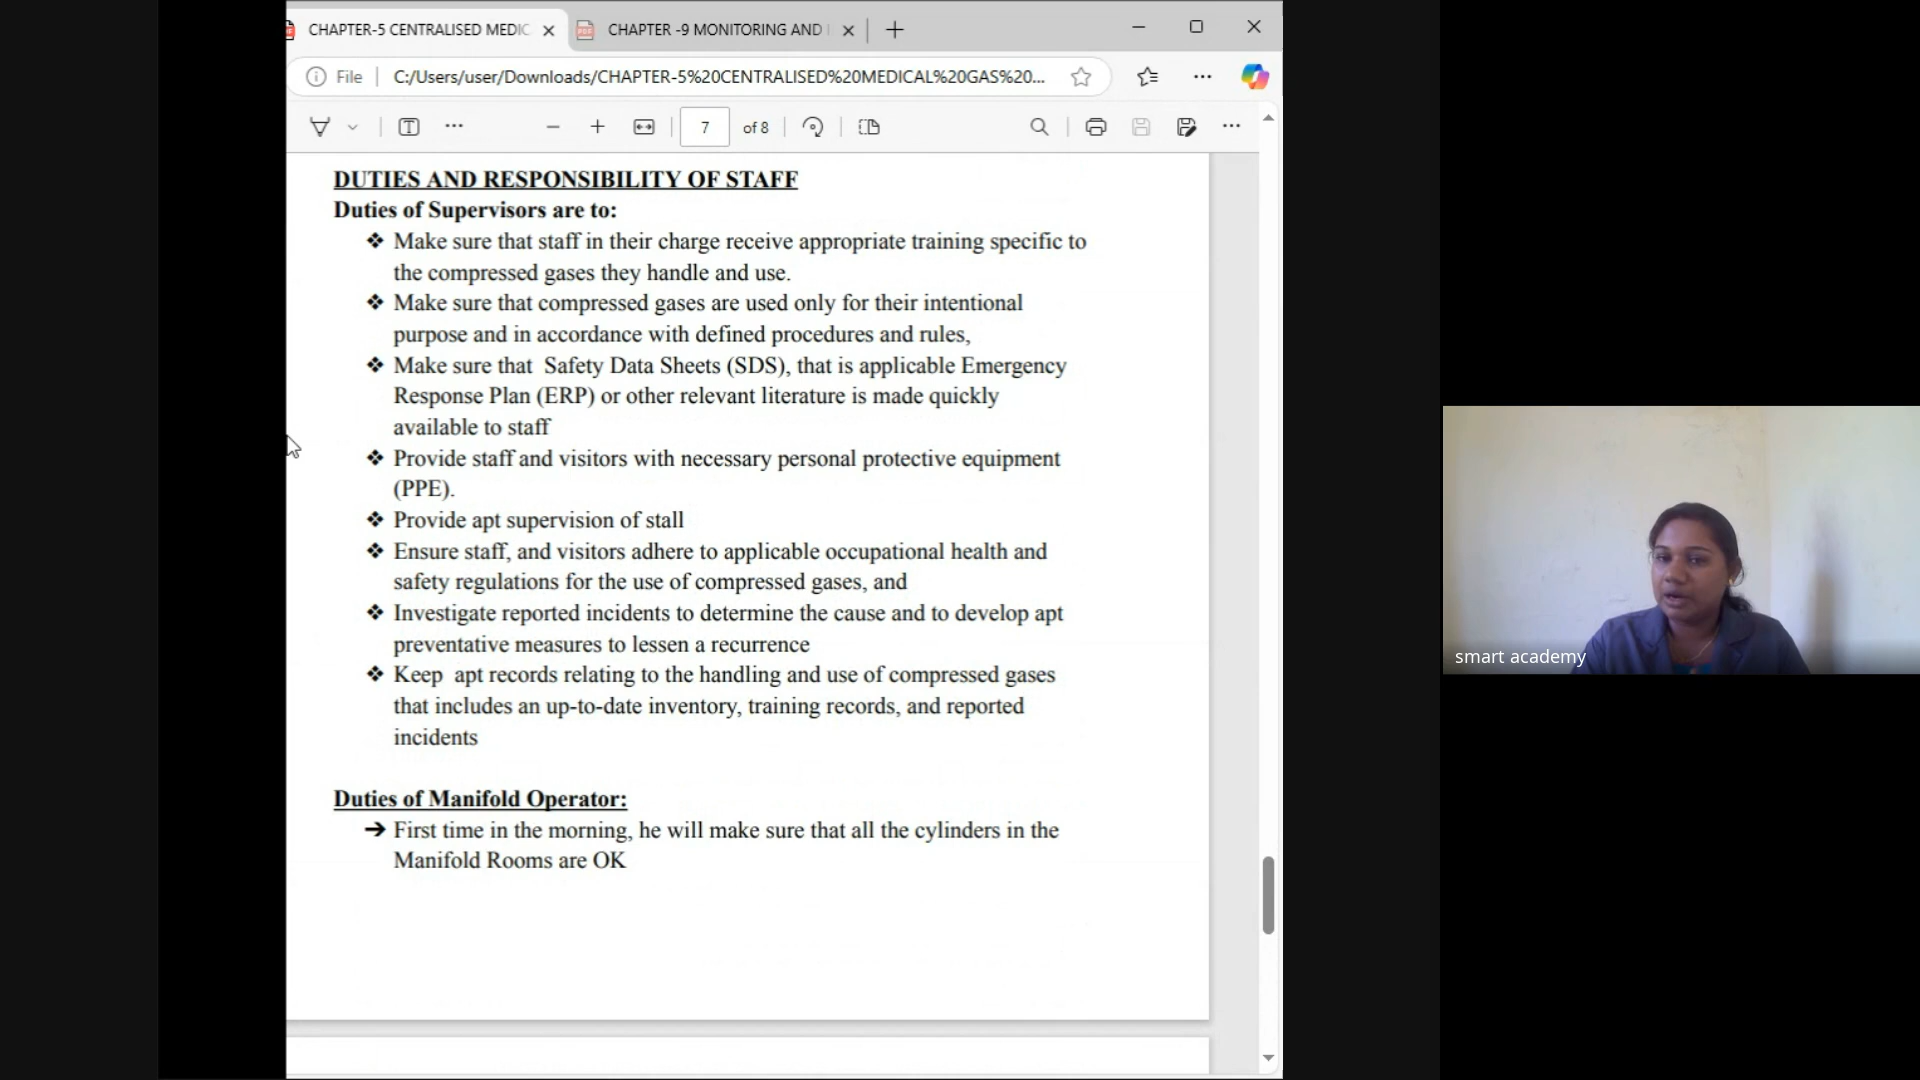 CHAPTER-5 CENTRALISED MEDIC
CHAPTER -9 MONITORING AND
File
C:/Users/user/Downloads/CHAPTER-5%20CENTRALISED%20MEDICAL%20GAS%20...
7 of 8
DUTIES AND RESPONSIBILITY OF STAFF
Duties of Supervisors are to:
❖ Make sure that staff in their charge receive appropriate training specific to
the compressed gases they handle and use.
❖ Make sure that compressed gases are used only for their intentional
purpose and in accordance with defined procedures and rules,
❖ Make sure that Safety Data Sheets (SDS), that is applicable Emergency
Response Plan (ERP) or other relevant literature is made quickly
available to staff
❖ Provide staff and visitors with necessary personal protective equipment
(PPE).
❖ Provide apt supervision of stall
❖ Ensure staff, and visitors adhere to applicable occupational health and
safety regulations for the use of compressed gases, and
❖ Investigate reported incidents to determine the cause and to develop apt
preventative measures to lessen a recurrence
❖ Keep apt records relating to the handling and use of compressed gases
that includes an up-to-date inventory, training records, and reported
incidents
Duties of Manifold Operator:
➔ First time in the morning, he will make sure that all the cylinders in the
Manifold Rooms are OK
smart academy